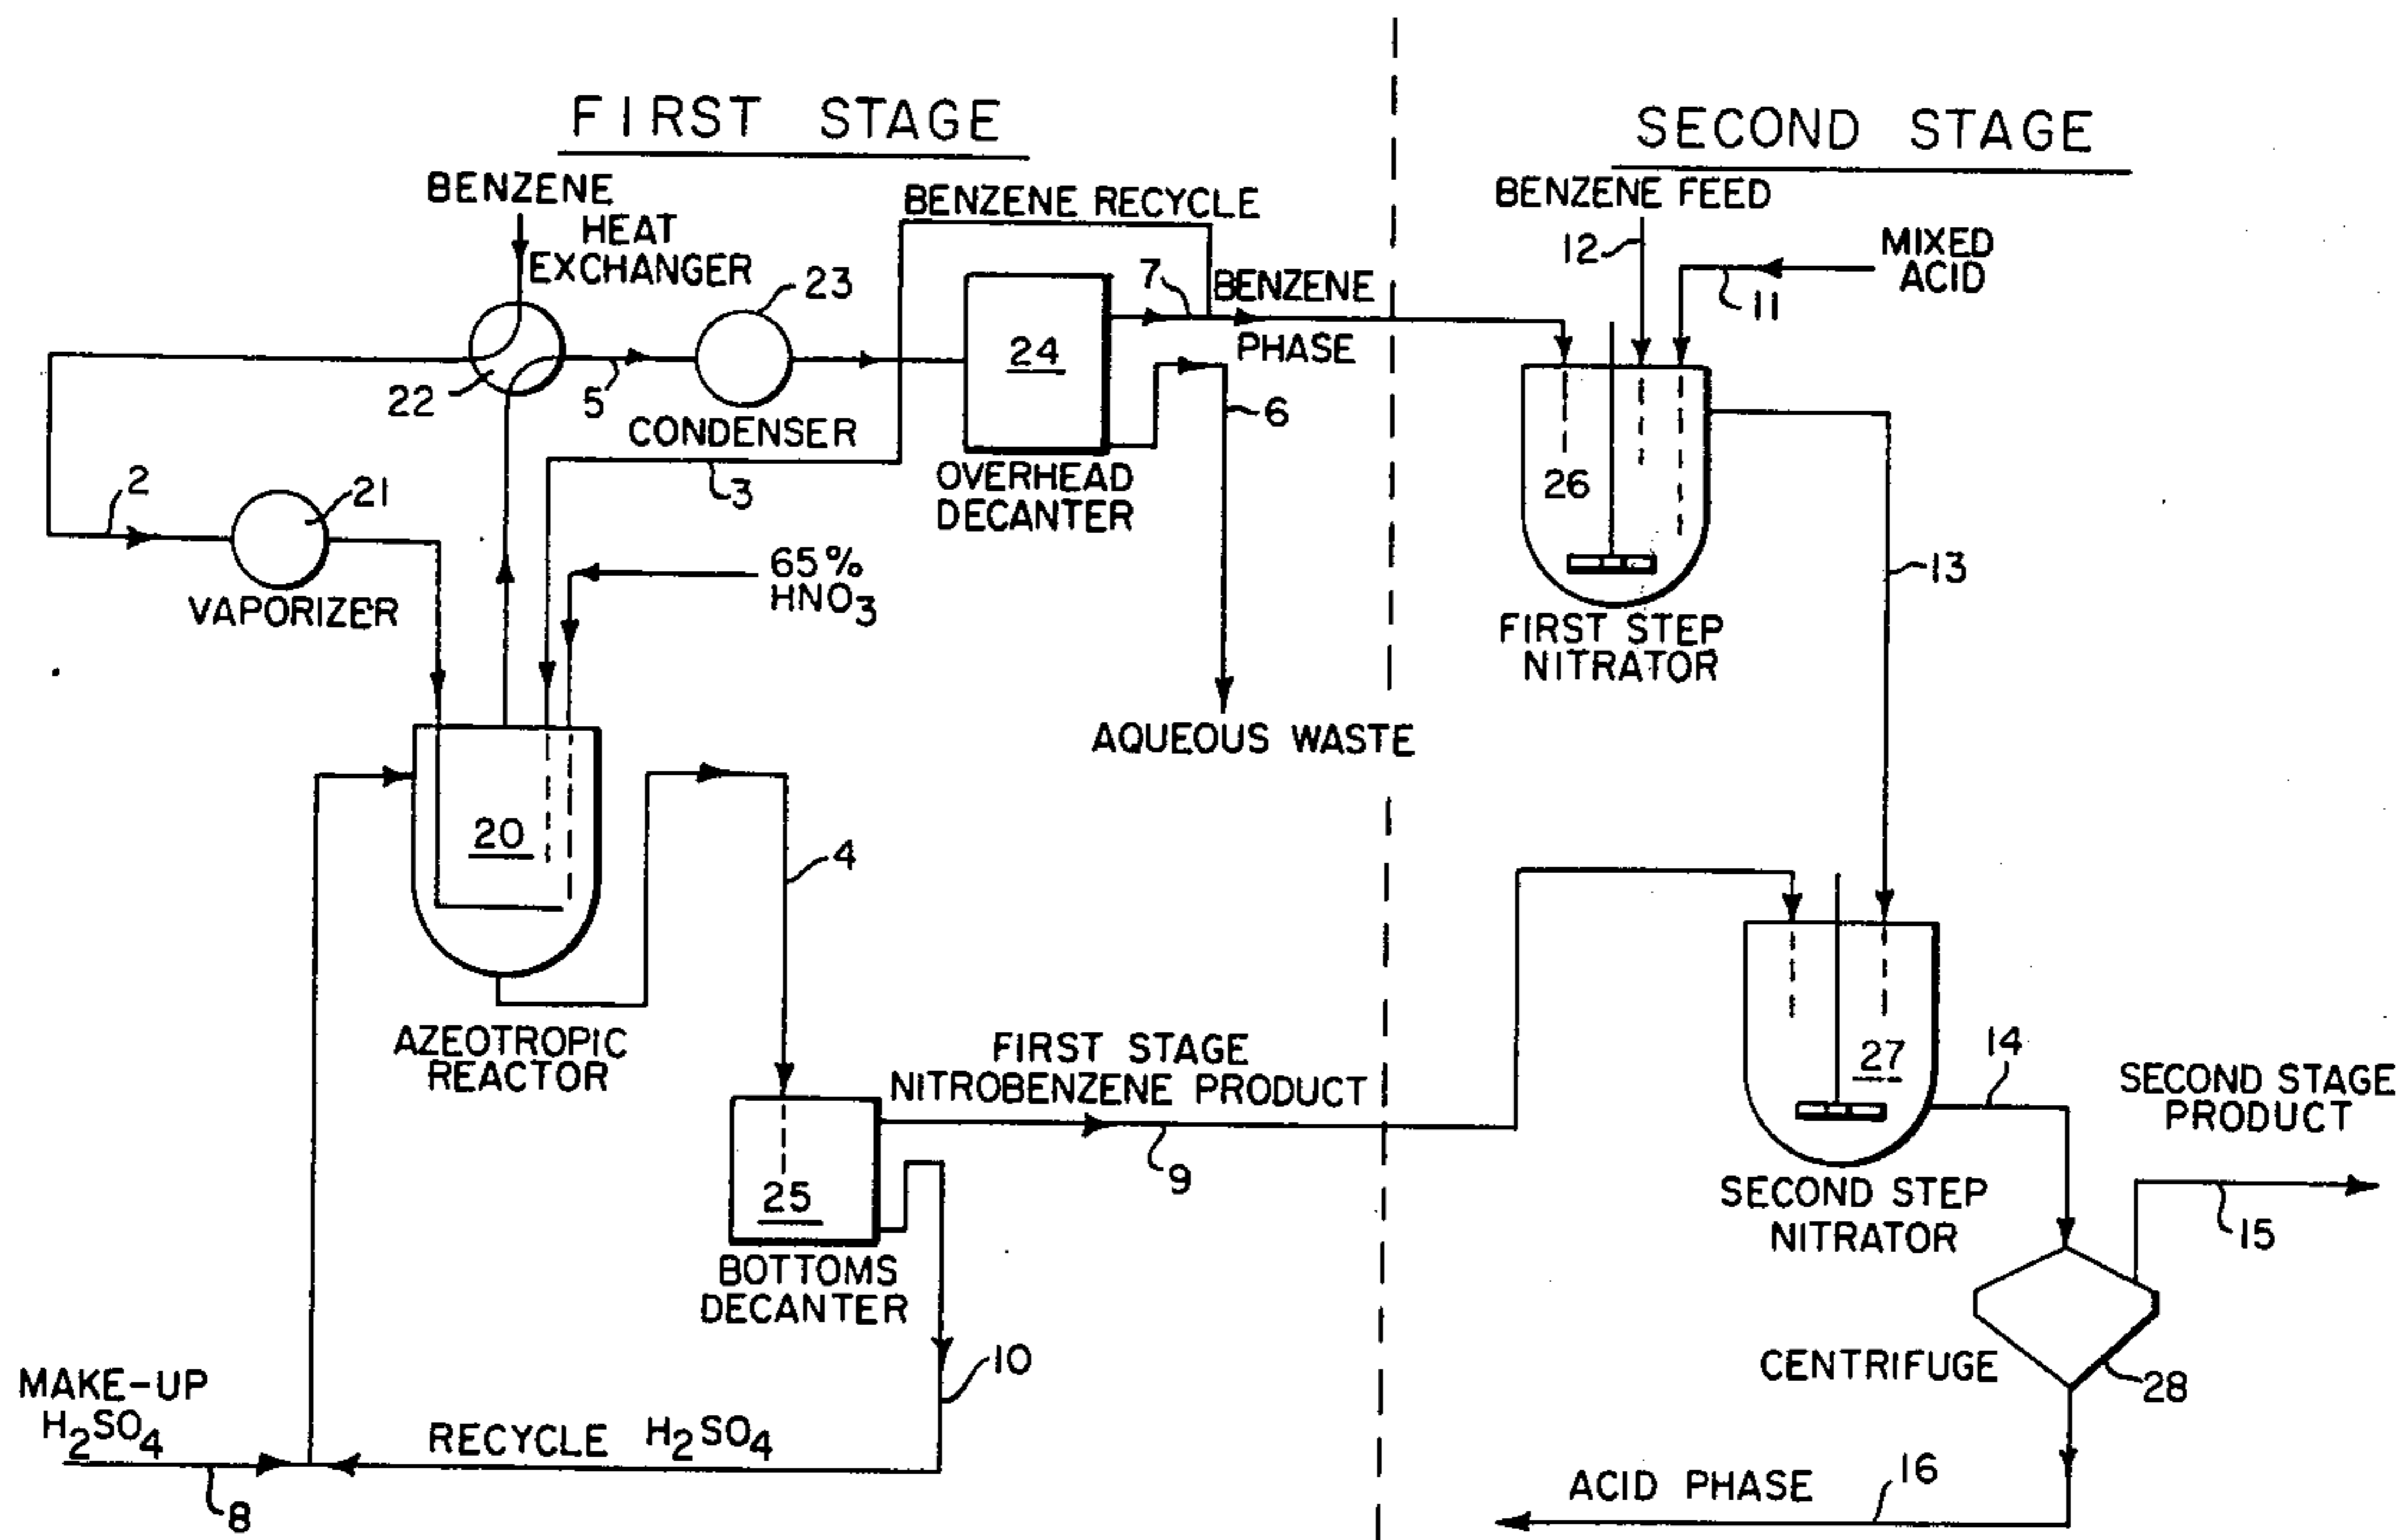 FIRST STAGE
SECOND STAGE
BENZENE
HEAT
EXCHANGER
BENZENE RECYCLE
BENZENE FEED
12
MIXED
ACID
11
23
7
BENZENE
PHASE
22
5
CONDENSER
24
6
OVERHEAD
DECANTER
3
2
21
VAPORIZER
65%
HNO3
26
FIRST STEP
NITRATOR
13
AQUEOUS WASTE
20
4
AZEOTROPIC
REACTOR
FIRST STAGE
NITROBENZENE PRODUCT
9
25
BOTTOMS
DECANTER
27
14
SECOND STAGE
PRODUCT
SECOND STEP
NITRATOR
15
CENTRIFUGE
28
10
MAKE-UP
H2SO4
8
RECYCLE H2SO4
ACID PHASE
16